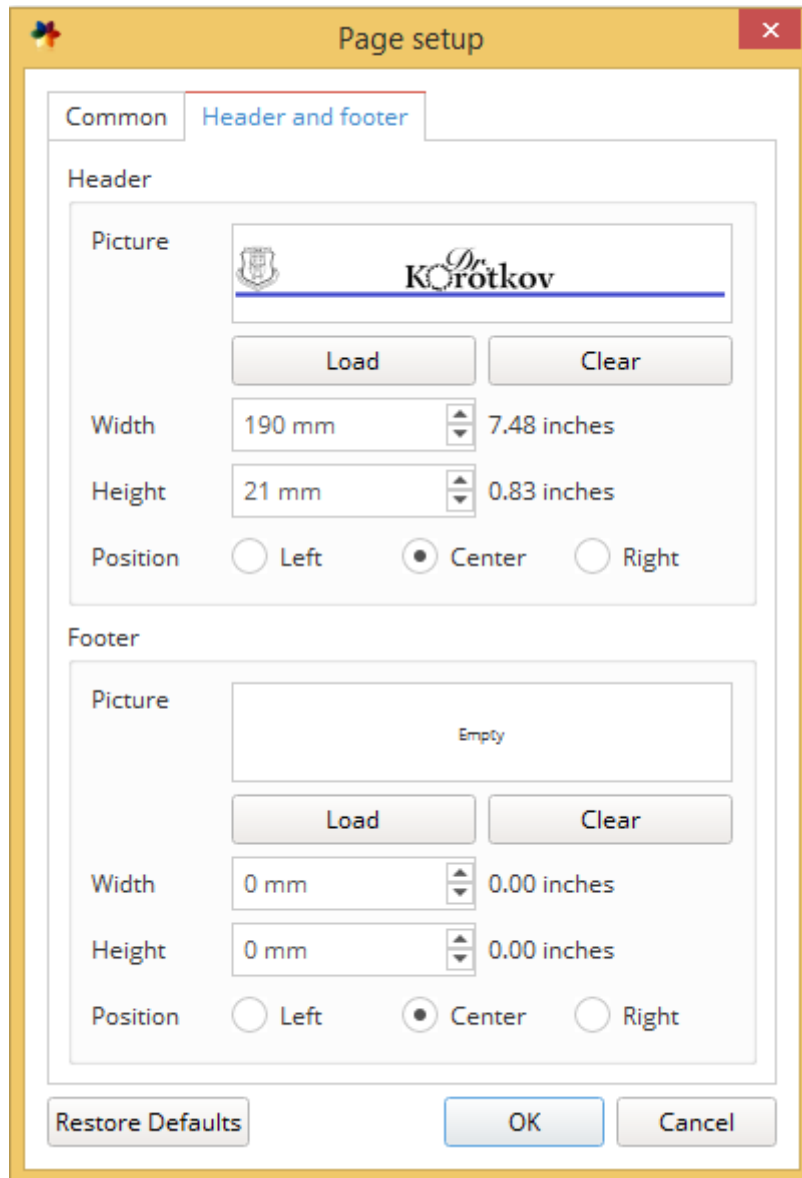 Page setup
Common
Header and footer
Header
Picture
Dr.
Korotkov
Load
Clear
Width
190 mm
7.48 inches
Height
21 mm
0.83 inches
Position
Left
Center
Right
Footer
Picture
Empty
Load
Clear
Width
0 mm
0.00 inches
Height
0 mm
0.00 inches
Position
Left
Center
Right
Restore Defaults
OK
Cancel